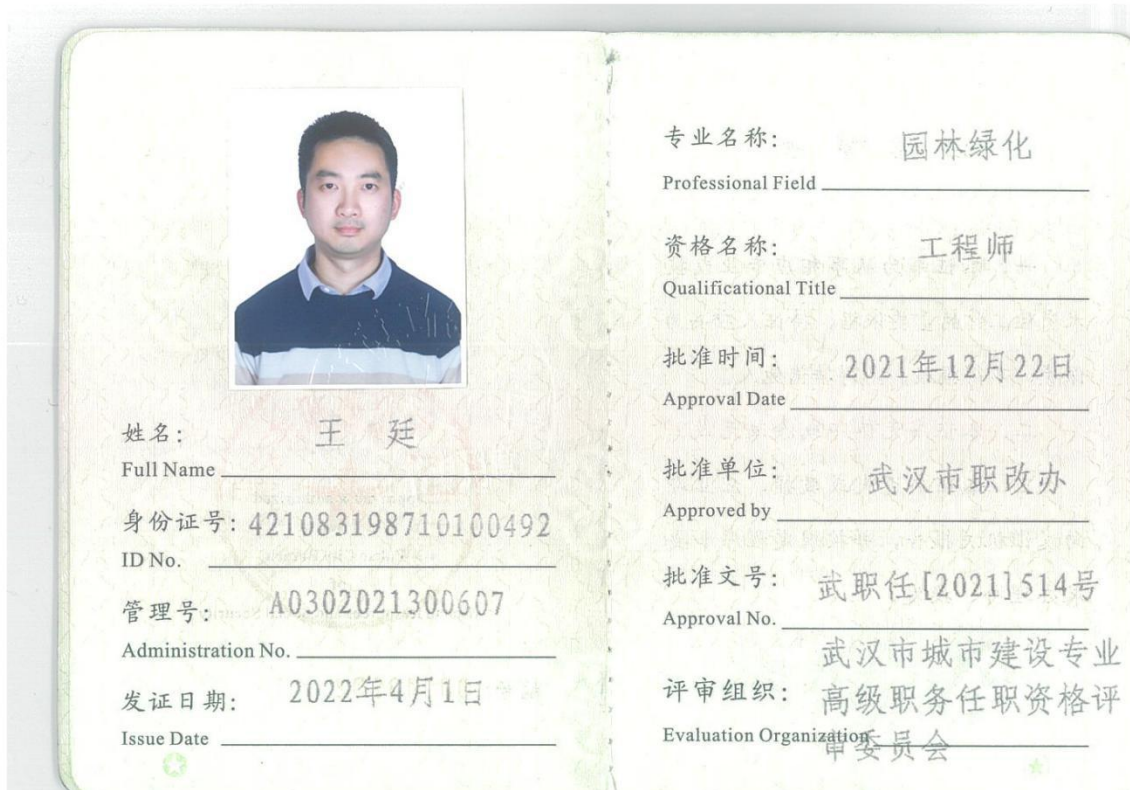 姓名: 王 廷
Full Name
身份证号: 421083198710100492
ID No.
管理号: A0302021300607
Administration No.
发证日期: 2022年4月1日
Issue Date
专业名称: 园林绿化
Professional Field
资格名称: 工程师
Qualificational Title
批准时间: 2021年12月22日
Approval Date
批准单位: 武汉市职改办
Approved by
批准文号: 武职任[2021]514号
Approval No.
武汉市城市建设专业
评审组织: 高级职务任职资格评
Evaluation Organization 审委员会